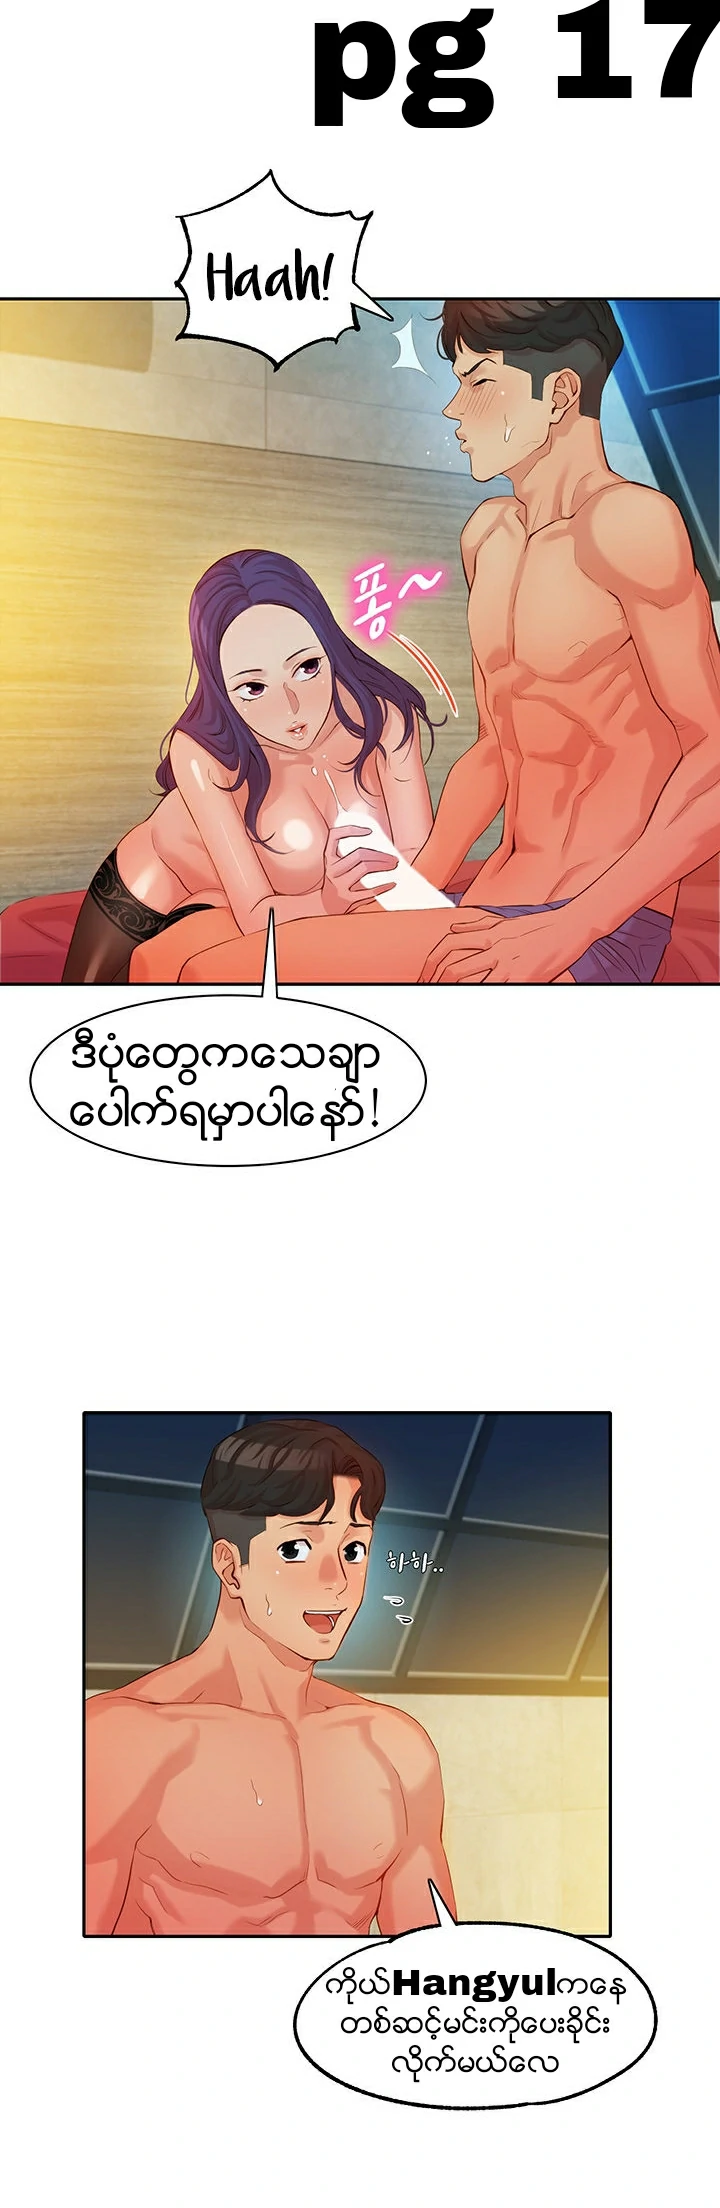 pg 17
Haah!
퐁~
ဒီပုံတွေကသေချာ
ပေါက်ရမှာပါနော်!
하하..
ကိုယ်Hangyulကနေ
တစ်ဆင့်မင်းကိုပေးခိုင်း
လိုက်မယ်လေ